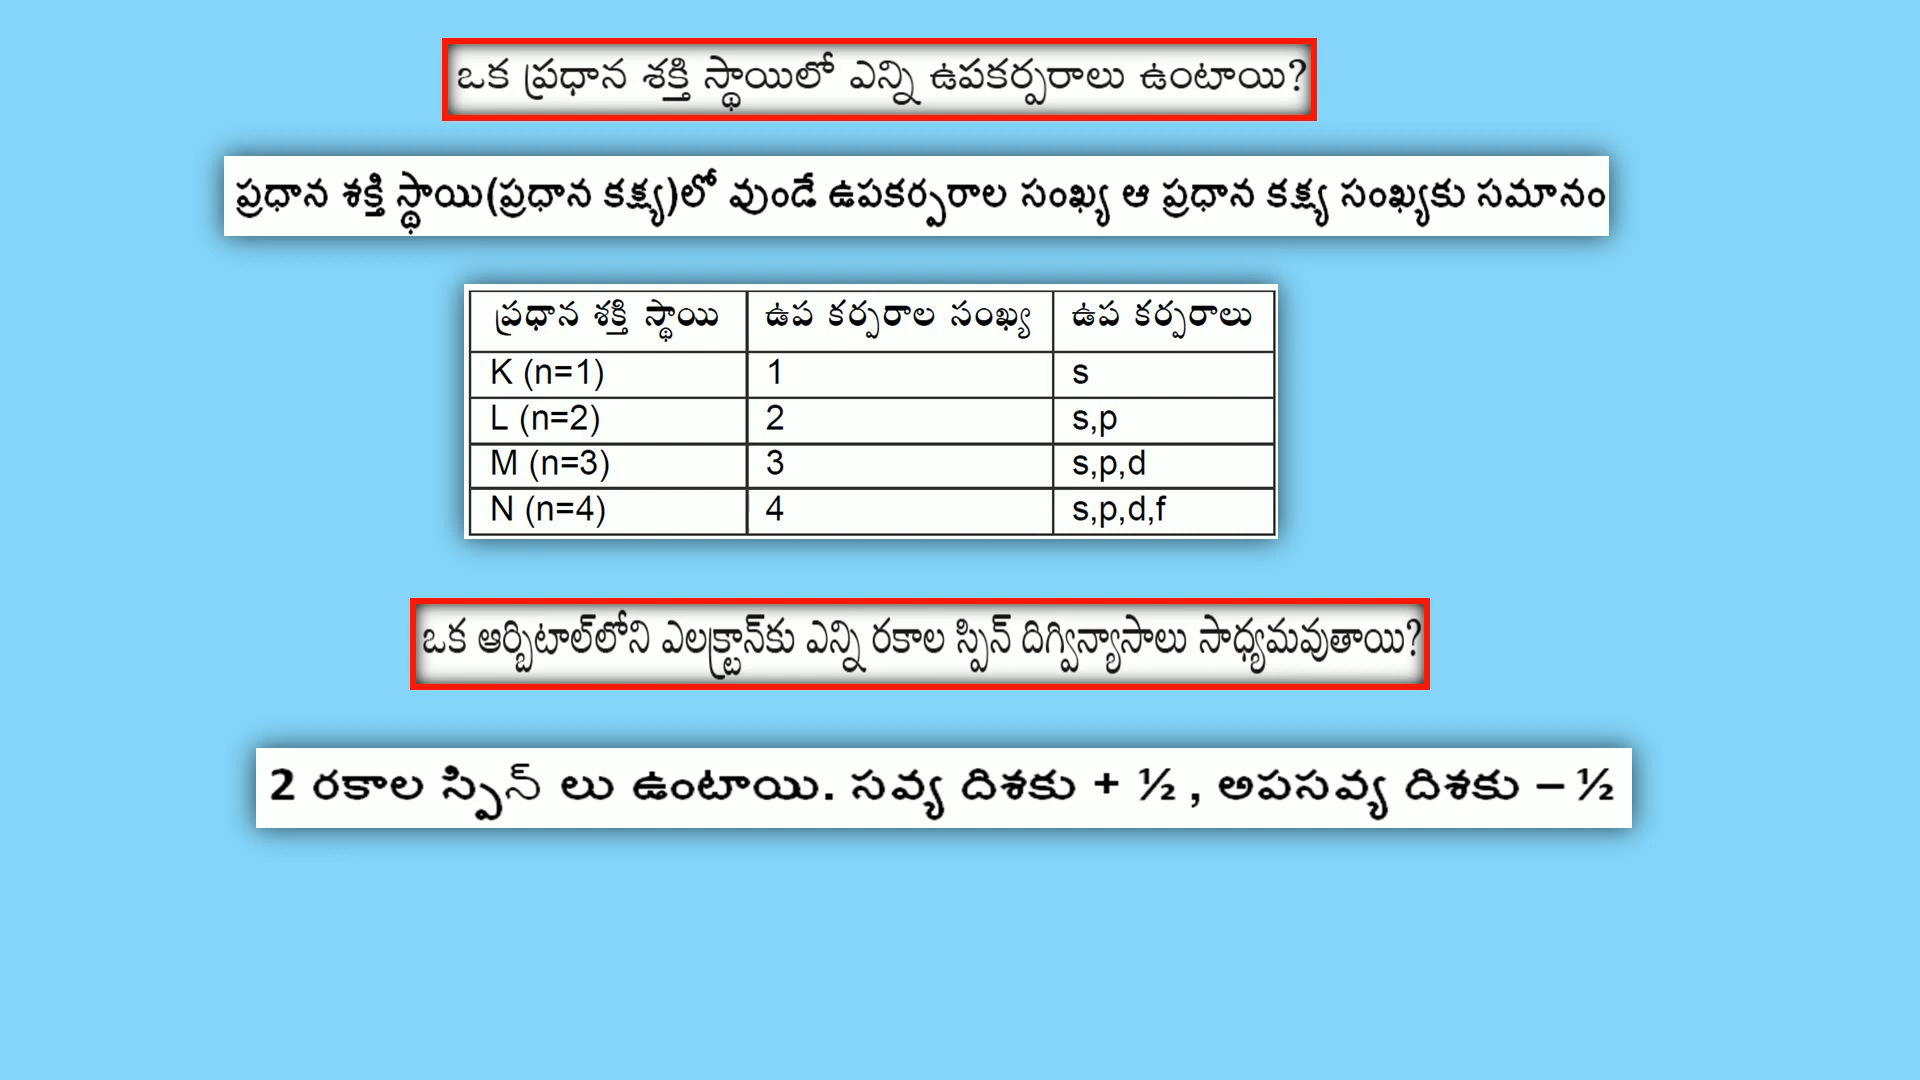 ఒక ప్రధాన శక్తి స్థాయిలో ఎన్ని ఉపకర్పరాలు ఉంటాయి?
ప్రధాన శక్తి స్థాయి(ప్రధాన కక్ష్య)లో వుండే ఉపకర్పరాల సంఖ్య ఆ ప్రధాన కక్ష్య సంఖ్యకు సమానం
ప్రధాన శక్తి స్థాయి ఉప కర్పరాల సంఖ్య ఉప కర్పరాలు
K (n=1) 1 s
L (n=2) 2 s,p
M (n=3) 3 s,p,d
N (n=4) 4 s,p,d,f
ఒక ఆర్బిటాల్‌లోని ఎలక్ట్రాన్‌కు ఎన్ని రకాల స్పిన్ దిగ్విన్యాసాలు సాధ్యమవుతాయి?
2 రకాల స్పిన్ లు ఉంటాయి. సవ్య దిశకు + ½ , అపసవ్య దిశకు – ½